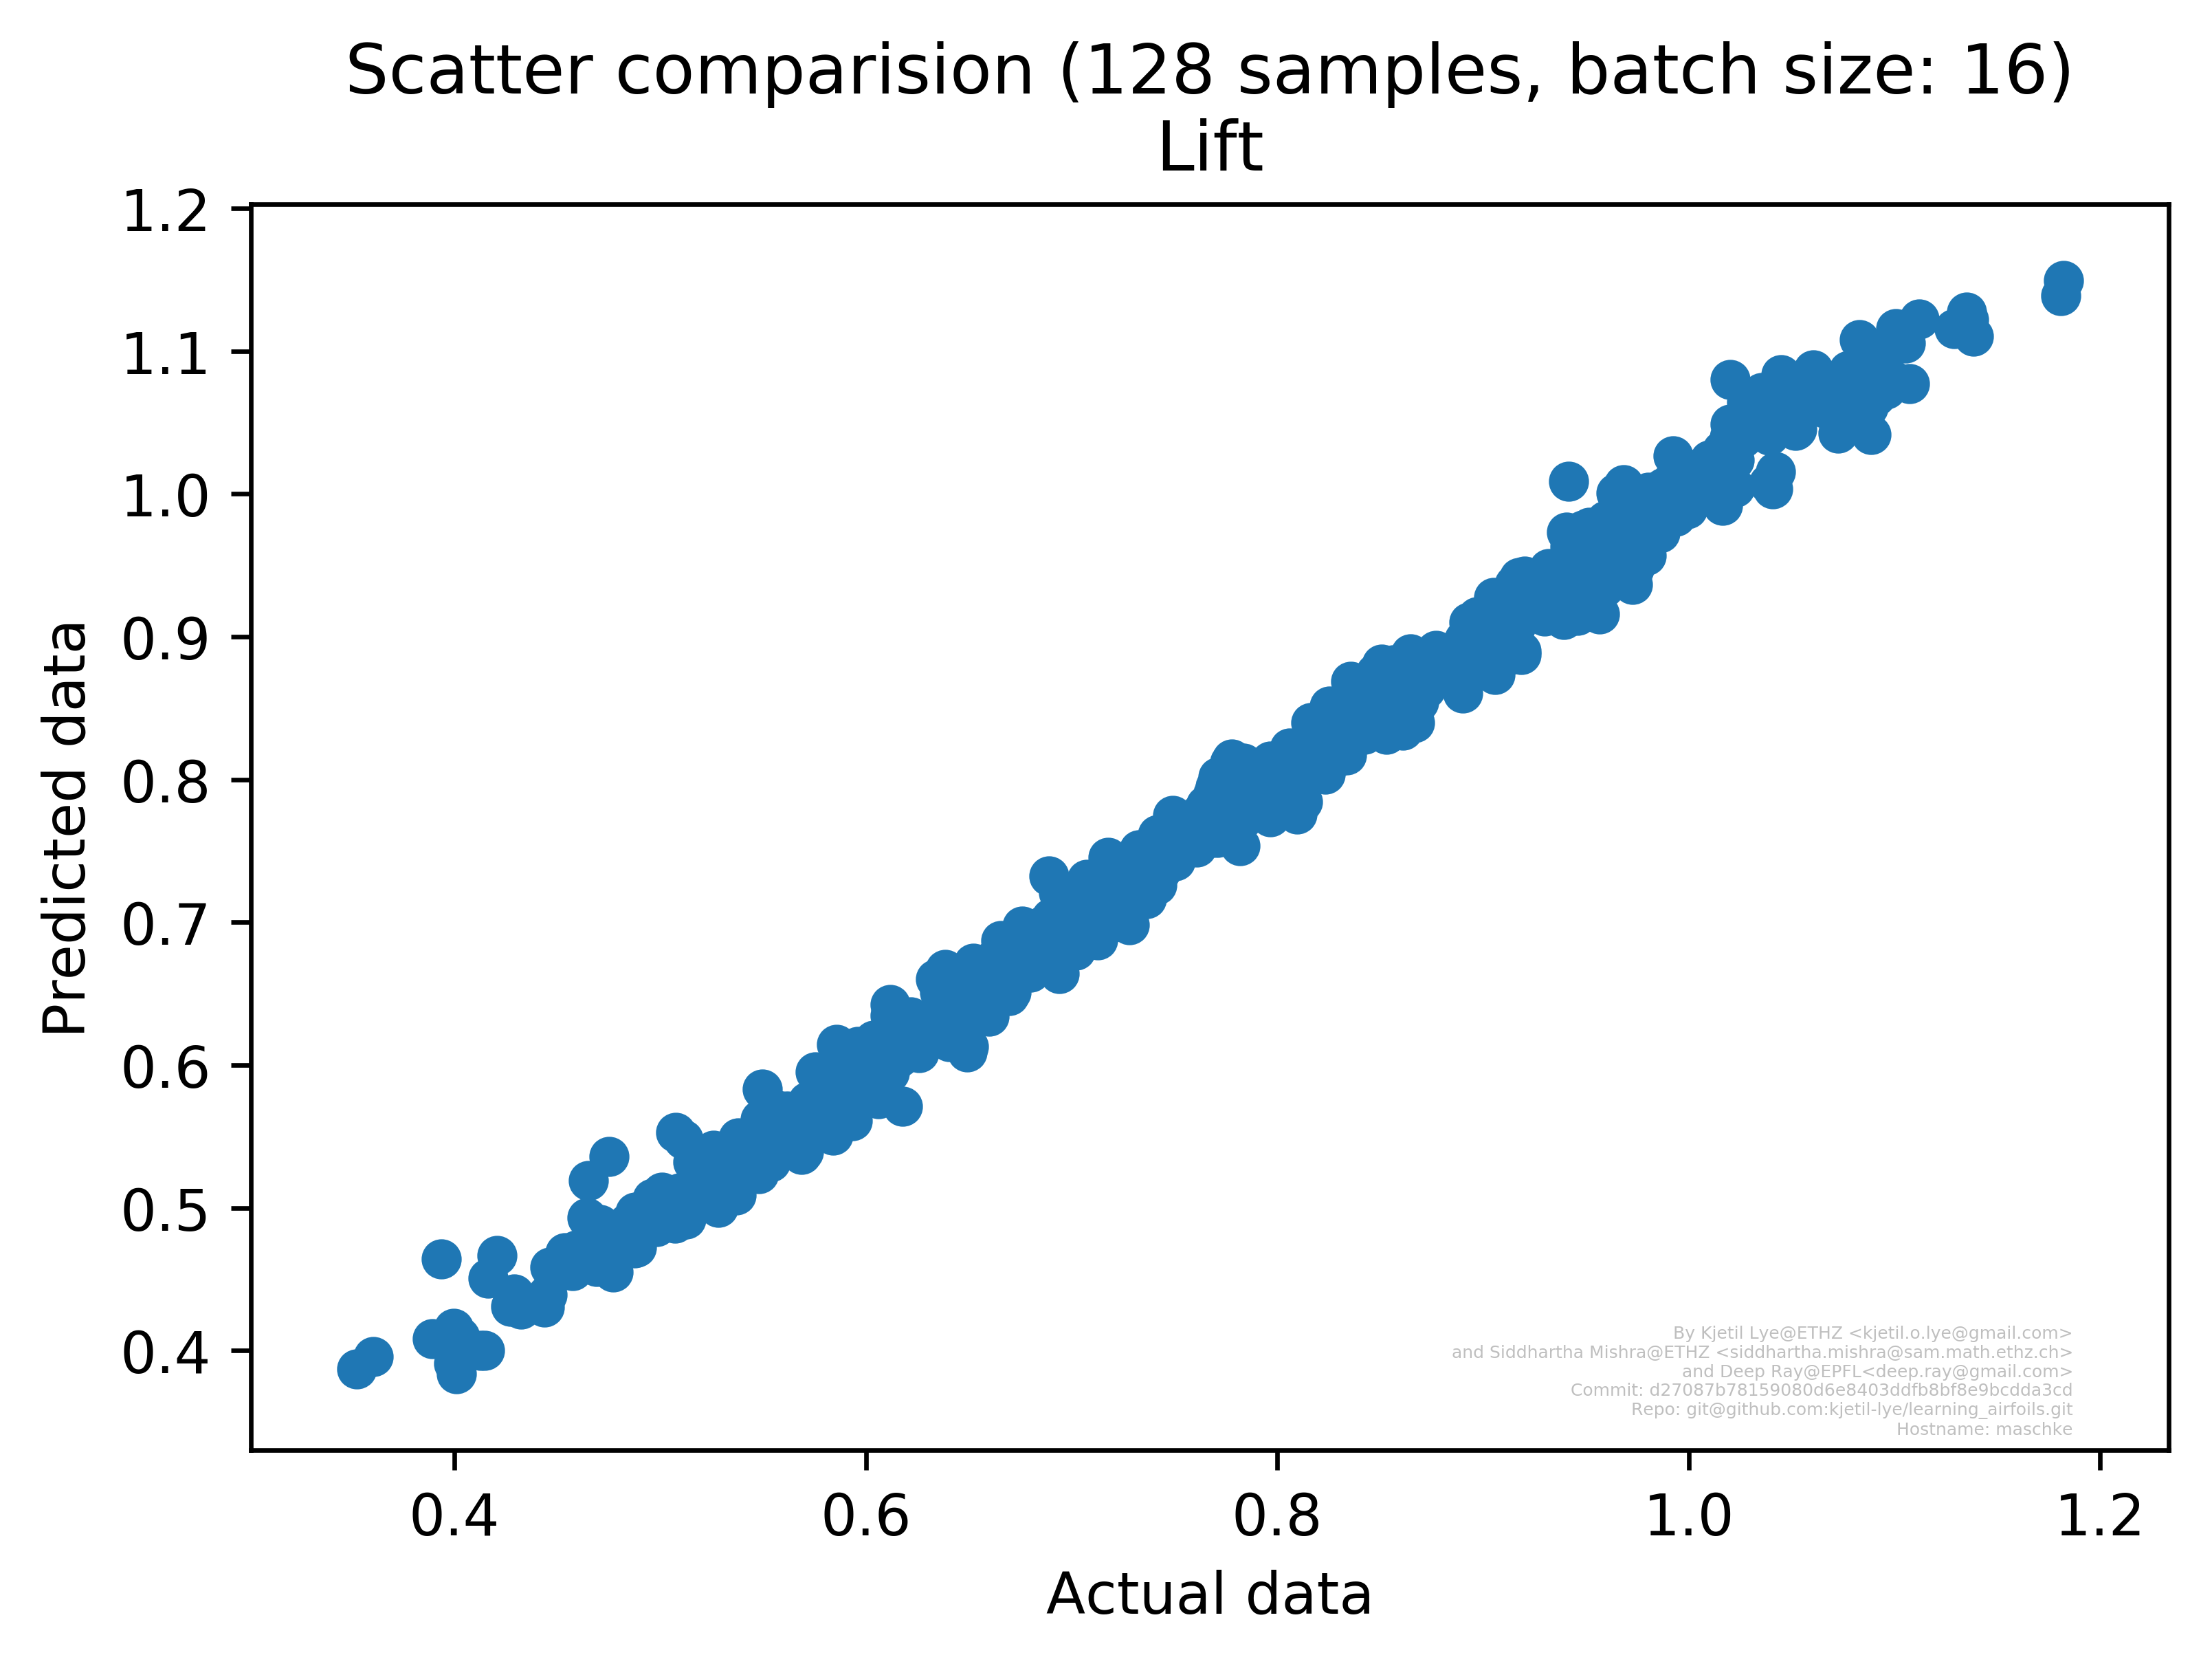 Scatter comparision (128 samples, batch size: 16)
Lift
1.2
1.1
1.0
0.9
0.8
0.7
0.6
0.5
0.4
Predicted data
By Kjetil Lye@ETHZ <kjetil.o.lye@gmail.com>
and Siddhartha Mishra@ETHZ <siddhartha.mishra@sam.math.ethz.ch>
and Deep Ray@EPFL<deep.ray@gmail.com>
Commit: d27087b78159080d6e8403ddfb8bf8e9bcdda3cd
Repo: git@github.com:kjetil-lye/learning_airfoils.git
Hostname: maschke
0.4 0.6 0.8 1.0 1.2
Actual data